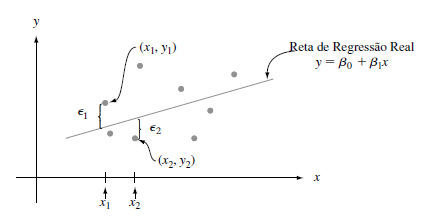 y
(x₁, y₁)
Reta de Regressão Real
y = β₀ + β₁x
ϵ₁
ϵ₂
(x₂, y₂)
x
x₁
x₂